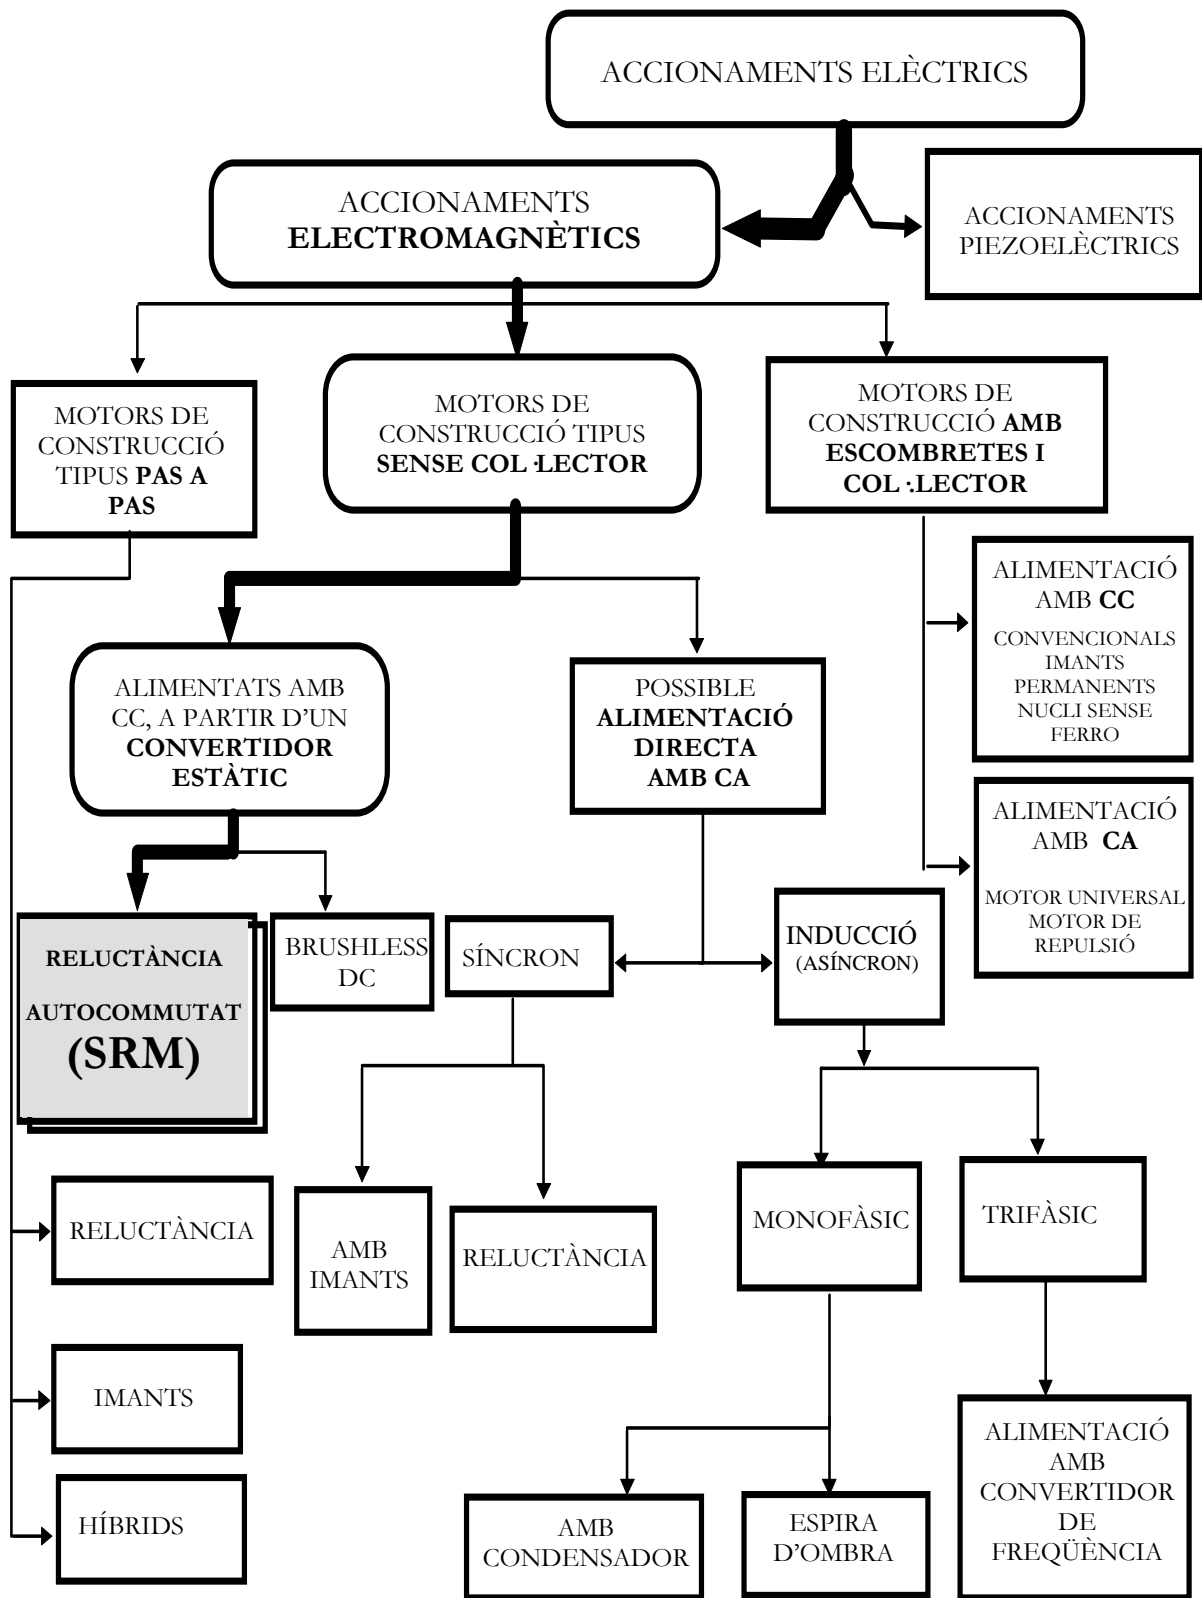 ACCIONAMENTS ELÈCTRICS
ACCIONAMENTS
ELECTROMAGNÈTICS
ACCIONAMENTS
PIEZOELÈCTRICS
MOTORS DE
CONSTRUCCIÓ
TIPUS PAS A
PAS
MOTORS DE
CONSTRUCCIÓ TIPUS
SENSE COL·LECTOR
MOTORS DE
CONSTRUCCIÓ AMB
ESCOMBRETES I
COL·.LECTOR
ALIMENTACIÓ
AMB CC
CONVENCIONALS
IMANTS
PERMANENTS
NUCLI SENSE
FERRO
ALIMENTATS AMB
CC, A PARTIR D'UN
CONVERTIDOR
ESTÀTIC
POSSIBLE
ALIMENTACIÓ
DIRECTA
AMB CA
ALIMENTACIÓ
AMB CA
MOTOR UNIVERSAL
MOTOR DE
REPULSIÓ
RELUCTÀNCIA
AUTOCOMMUTAT
(SRM)
BRUSHLESS
DC
SÍNCRON
INDUCCIÓ
(ASÍNCRON)
RELUCTÀNCIA
AMB
IMANTS
RELUCTÀNCIA
MONOFÀSIC
TRIFÀSIC
IMANTS
HÍBRIDS
AMB
CONDENSADOR
ESPIRA
D'OMBRA
ALIMENTACIÓ
AMB
CONVERTIDOR
DE
FREQÜÈNCIA